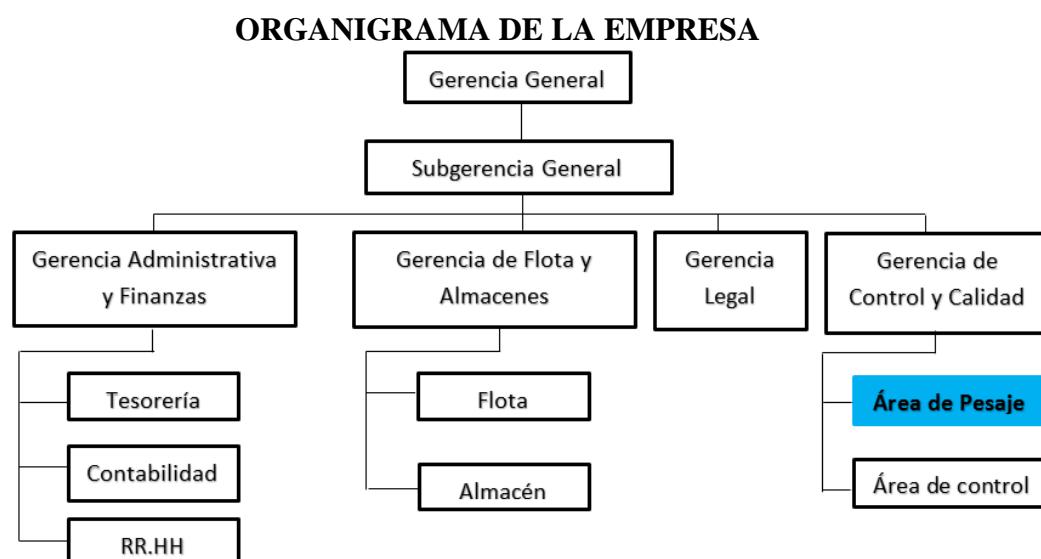 ORGANIGRAMA DE LA EMPRESA
Gerencia General
Subgerencia General
Gerencia Administrativa
y Finanzas
Gerencia de Flota y
Almacenes
Gerencia
Legal
Gerencia de
Control y Calidad
Tesorería
Contabilidad
RR.HH
Flota
Almacén
Área de Pesaje
Área de control